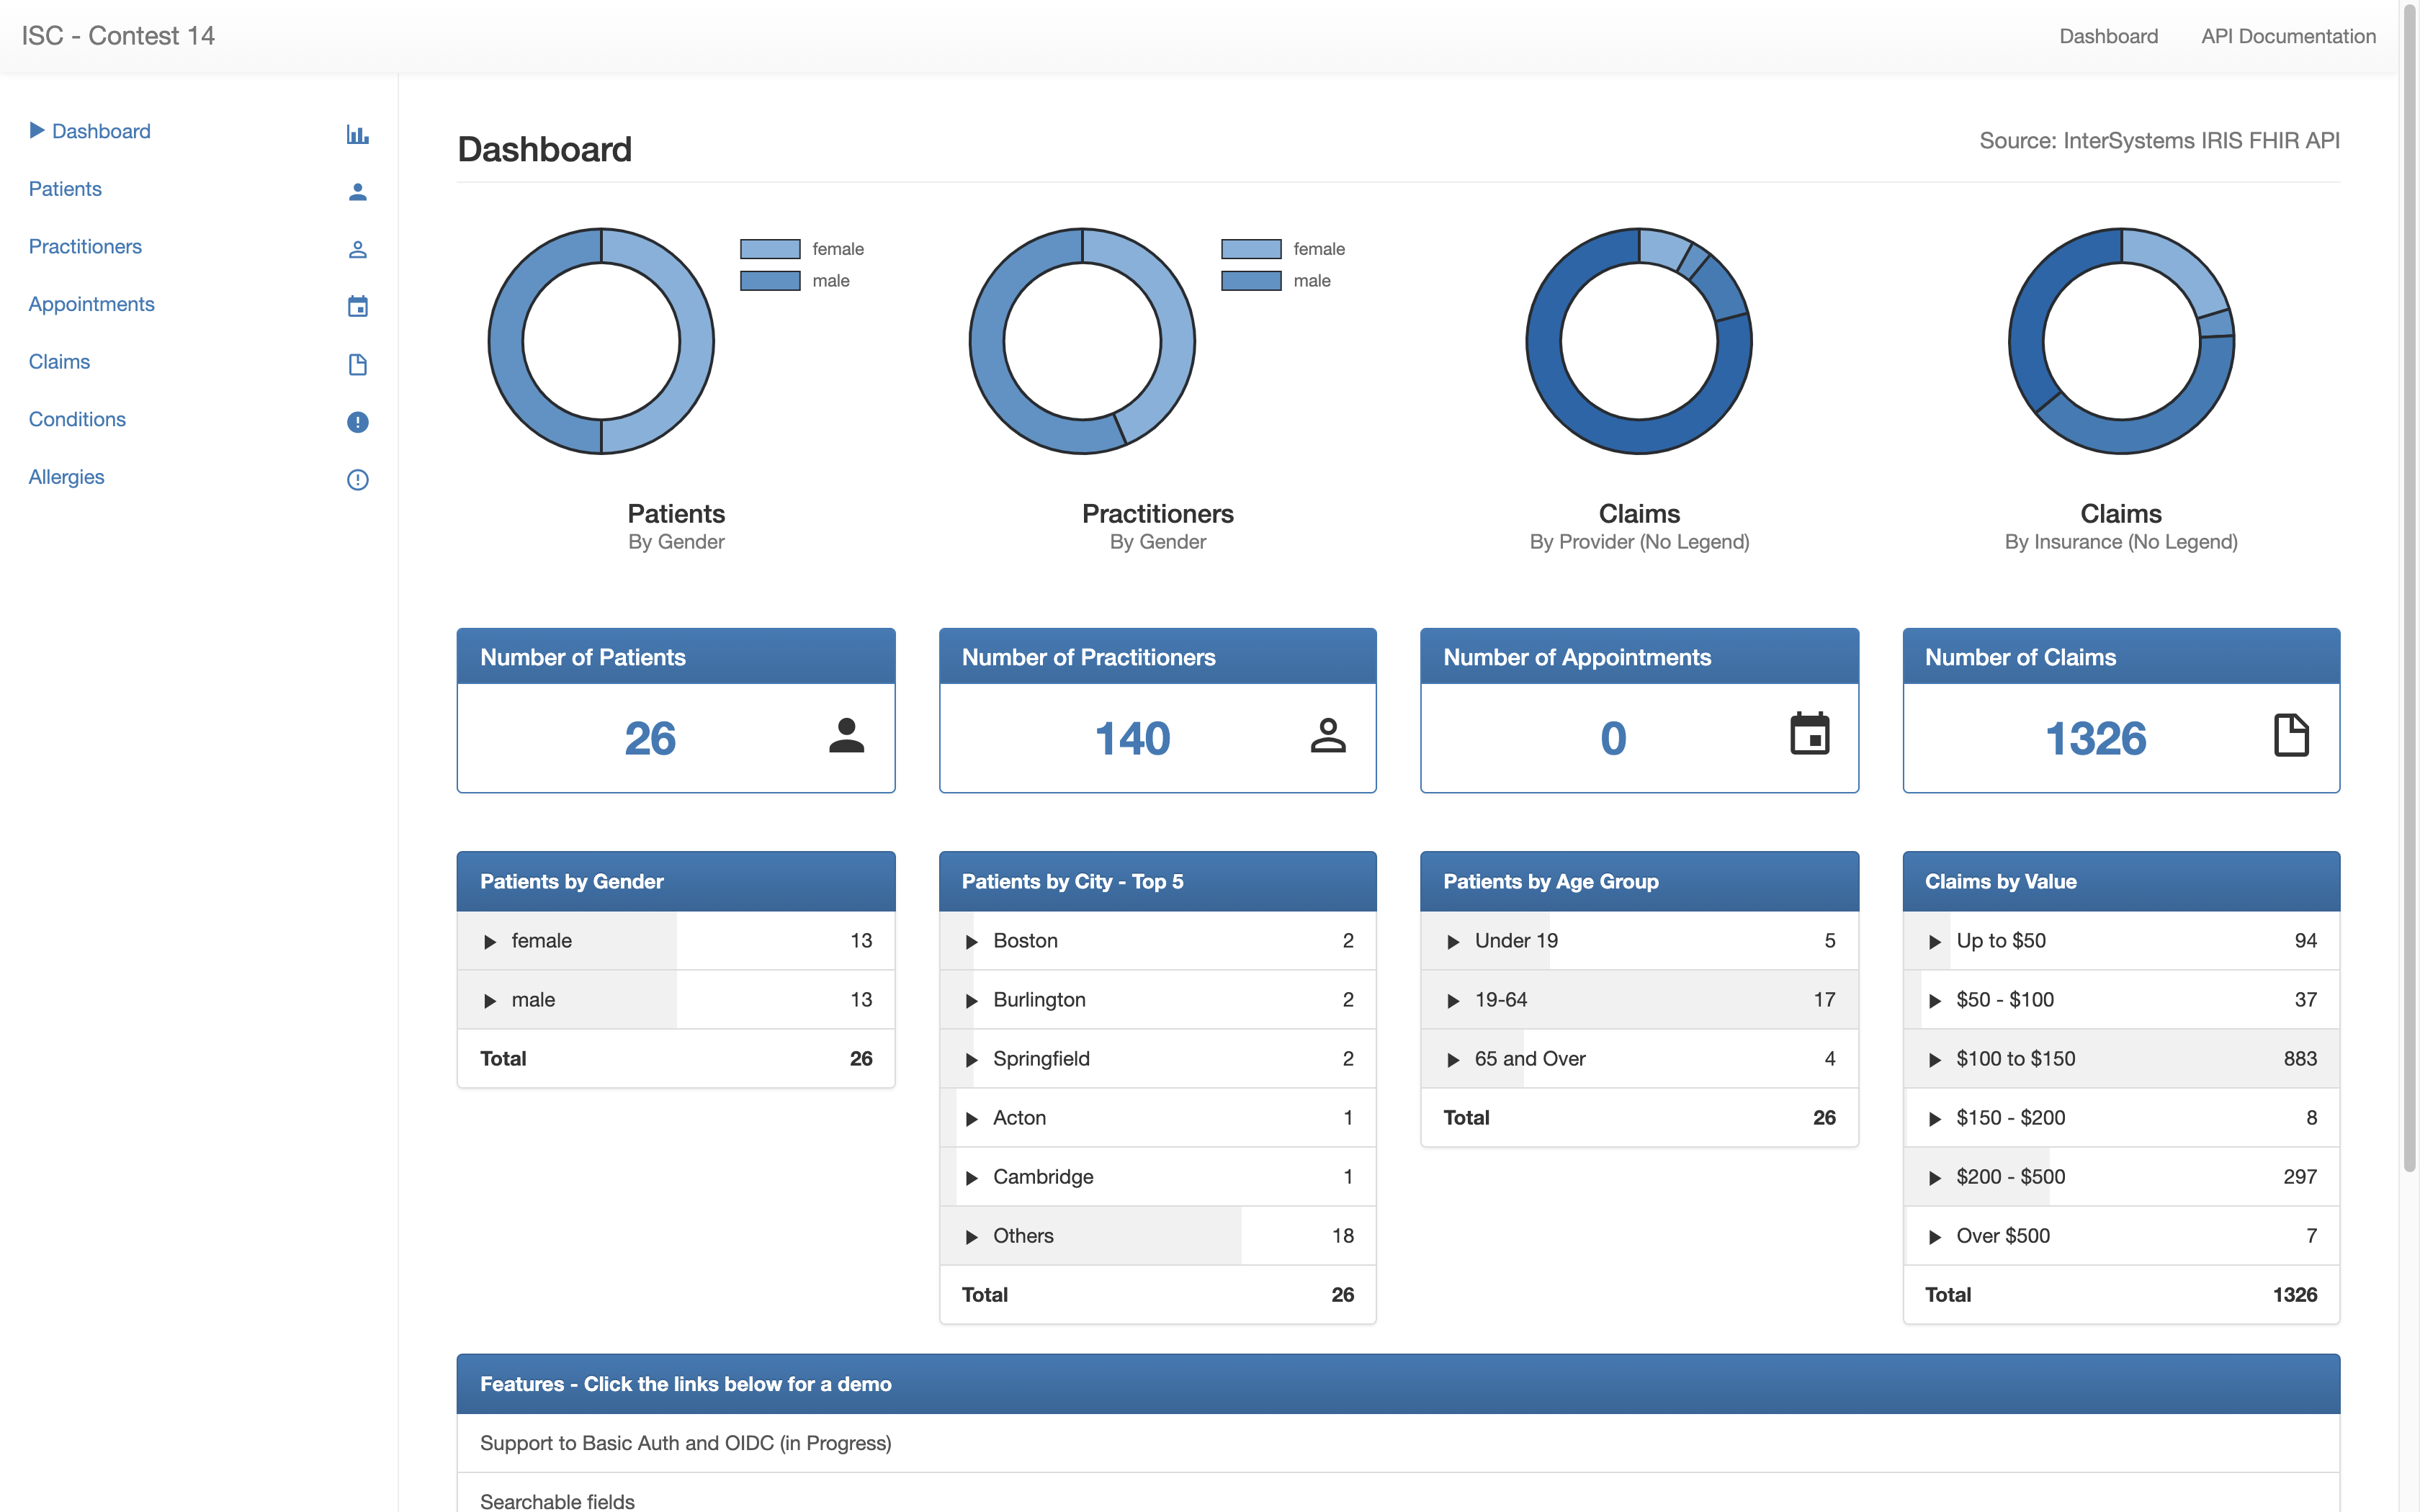 ISC - Contest 14
Dashboard
API Documentation
Dashboard
Patients
Practitioners
Appointments
Claims
Conditions
Allergies
Dashboard
Source: InterSystems IRIS FHIR API
female
male
Patients
By Gender
female
male
Practitioners
By Gender
Claims
By Provider (No Legend)
Claims
By Insurance (No Legend)
Number of Patients
26
Number of Practitioners
140
Number of Appointments
0
Number of Claims
1326
Patients by Gender
female 13
male 13
Total 26
Patients by City - Top 5
Boston 2
Burlington 2
Springfield 2
Acton 1
Cambridge 1
Others 18
Total 26
Patients by Age Group
Under 19 5
19-64 17
65 and Over 4
Total 26
Claims by Value
Up to $50 94
$50 - $100 37
$100 to $150 883
$150 - $200 8
$200 - $500 297
Over $500 7
Total 1326
Features - Click the links below for a demo
Support to Basic Auth and OIDC (in Progress)
Searchable fields